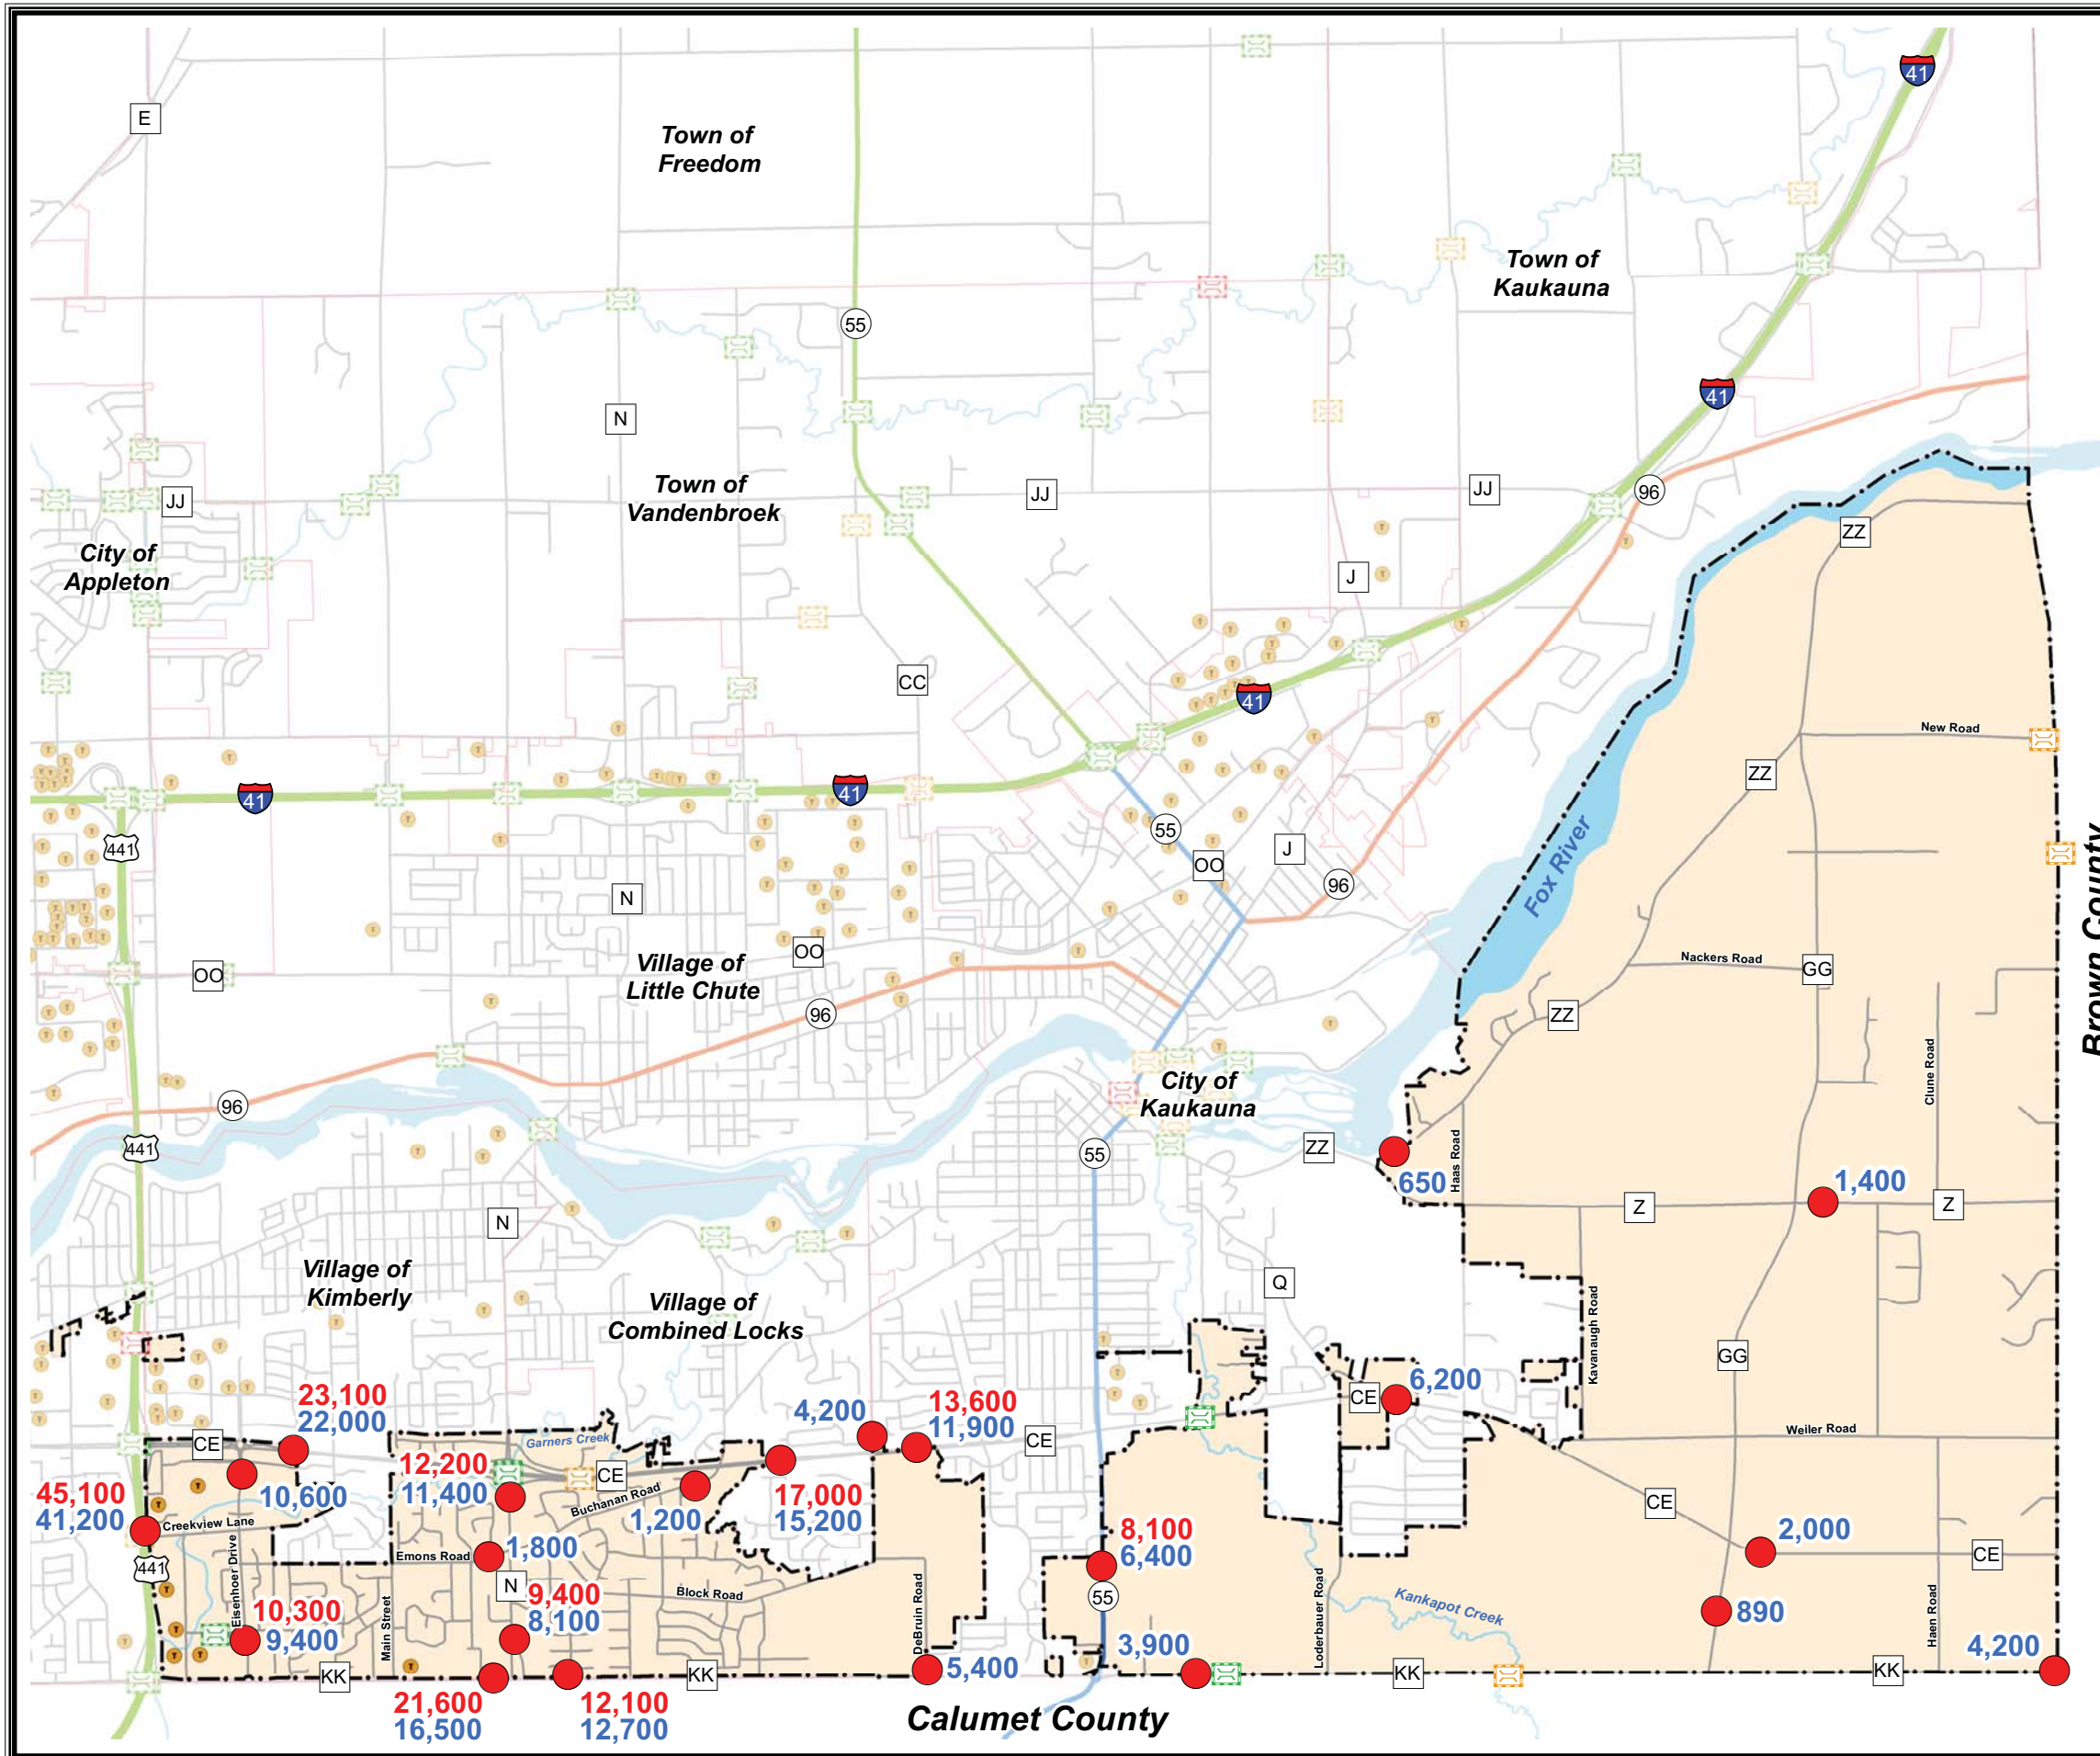 41
E
Town of
Freedom
Town of
Kaukauna
55
41
N
Town of
Vandenbroek
JJ
JJ
JJ
96
ZZ
City of
Appleton
J
CC
41
New Road
ZZ
41
41
441
55
J
OO
96
Brown County
Fox River
N
OO
Village of
Little Chute
OO
Nackers Road
GG
96
ZZ
Clune Road
City of
Kaukauna
96
441
55
ZZ
Haas Road
650
1,400
Z
Z
N
Village of
Kimberly
Q
Village of
Combined Locks
Kavanaugh Road
GG
23,100
22,000
4,200
13,600
11,900
CE
6,200
CE
Garners Creek
CE
Weiler Road
12,200
11,400
CE
Buchanan Road
45,100
41,200
10,600
1,200
17,000
15,200
CE
Creekview Lane
8,100
6,400
2,000
CE
Emons Road
1,800
441
Eisenhoer Drive
N
9,400
8,100
Block Road
DeBruin Road
55
Loderbauer Road
Kankapot Creek
890
Haen Road
10,300
9,400
Main Street
3,900
4,200
KK
KK
5,400
KK
KK
21,600
16,500
12,100
12,700
Calumet County